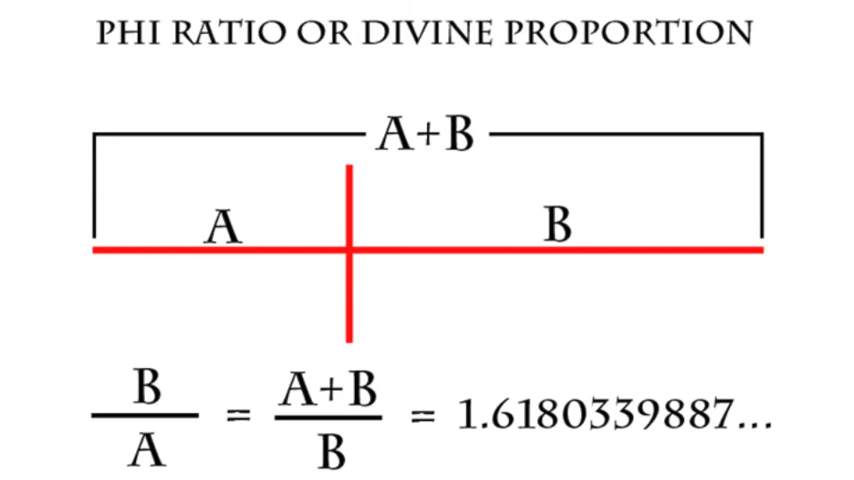 PHI RATIO OR DIVINE PROPORTION
A+B
A B
B A+B
= = 1.6180339887...
A B